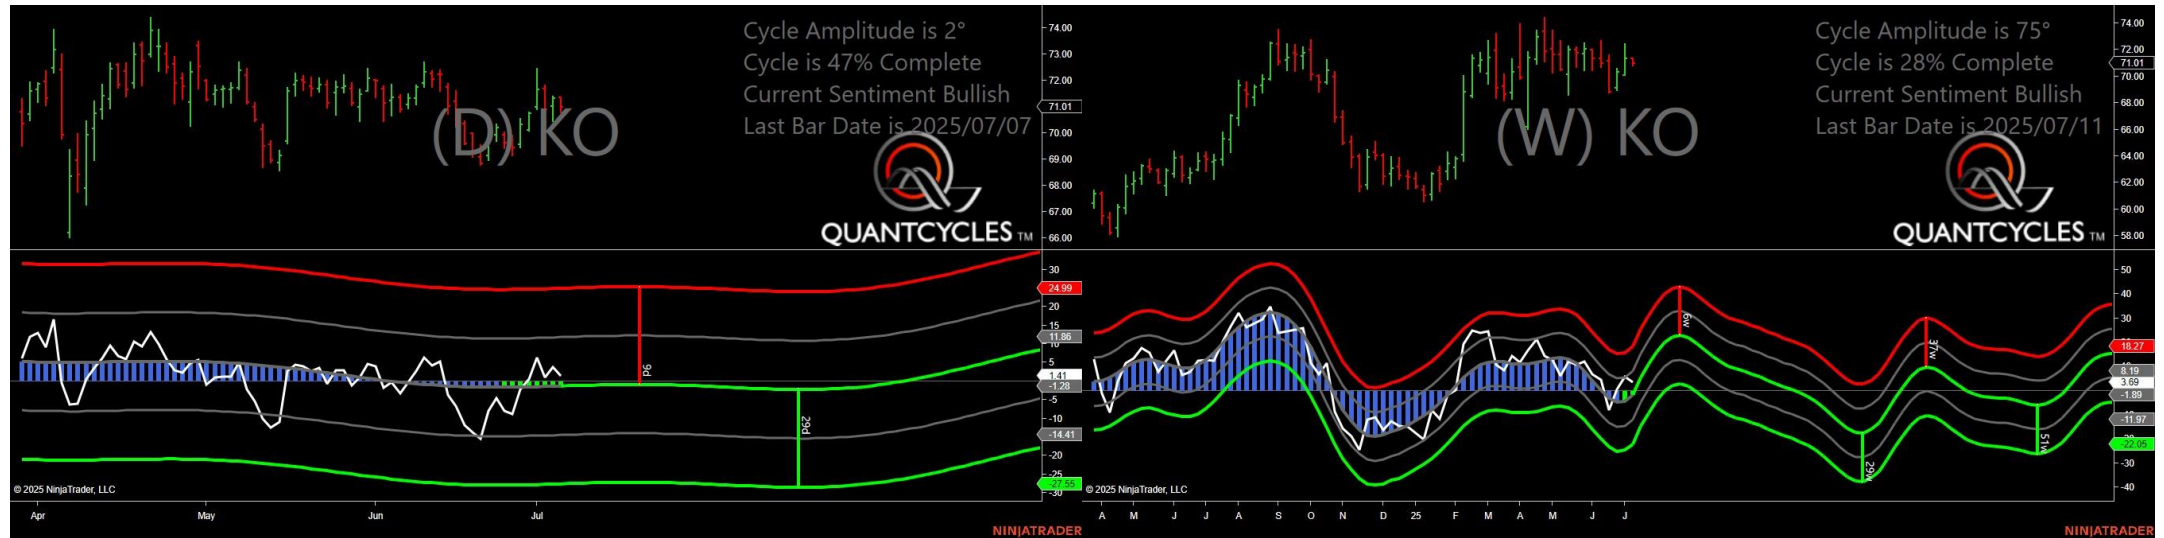 Cycle Amplitude is 2°
Cycle is 47% Complete
Current Sentiment Bullish
Last Bar Date is 2025/07/07
(D) KO
QUANTCYCLES TM
74.00
73.00
72.00
71.01
70.00
69.00
68.00
67.00
66.00
30
24.99
20
15
11.86
10
5
1.41
-1.28
-5
-10
-14.41
-20
-25
-27.55
-30
9d
29d
© 2025 NinjaTrader, LLC
Apr May Jun Jul
NINJATRADER
Cycle Amplitude is 75°
Cycle is 28% Complete
Current Sentiment Bullish
Last Bar Date is 2025/07/11
(W) KO
QUANTCYCLES TM
74.00
72.00
71.01
70.00
68.00
66.00
64.00
62.00
60.00
58.00
50
40
30
18.27
8.19
3.69
-1.89
-11.97
-22.05
-30
-40
6w
29w
37w
51w
© 2025 NinjaTrader, LLC
A M J J A S O N D 25 F M A M J J
NINJATRADER